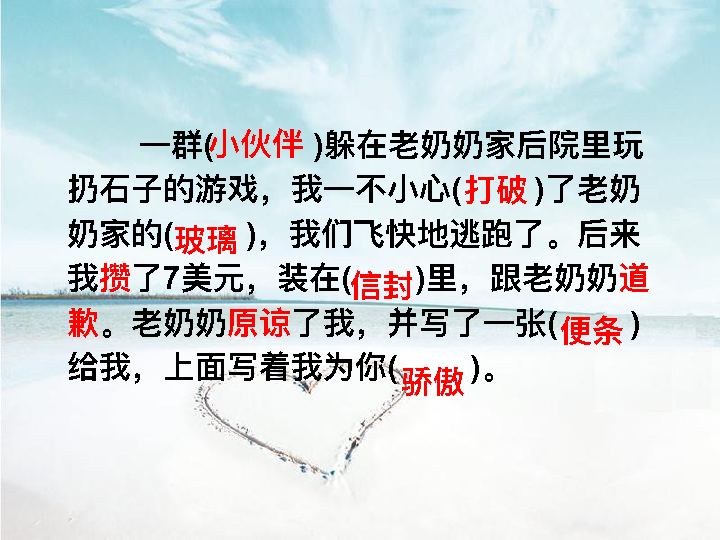 一群(小伙伴 )躲在老奶奶家后院里玩
扔石子的游戏，我一不小心(打破 )了老奶
奶家的(玻璃 )，我们飞快地逃跑了。后来
我攒了7美元，装在(信封)里，跟老奶奶道
歉。老奶奶原谅了我，并写了一张(便条 )
给我，上面写着我为你(骄傲 )。